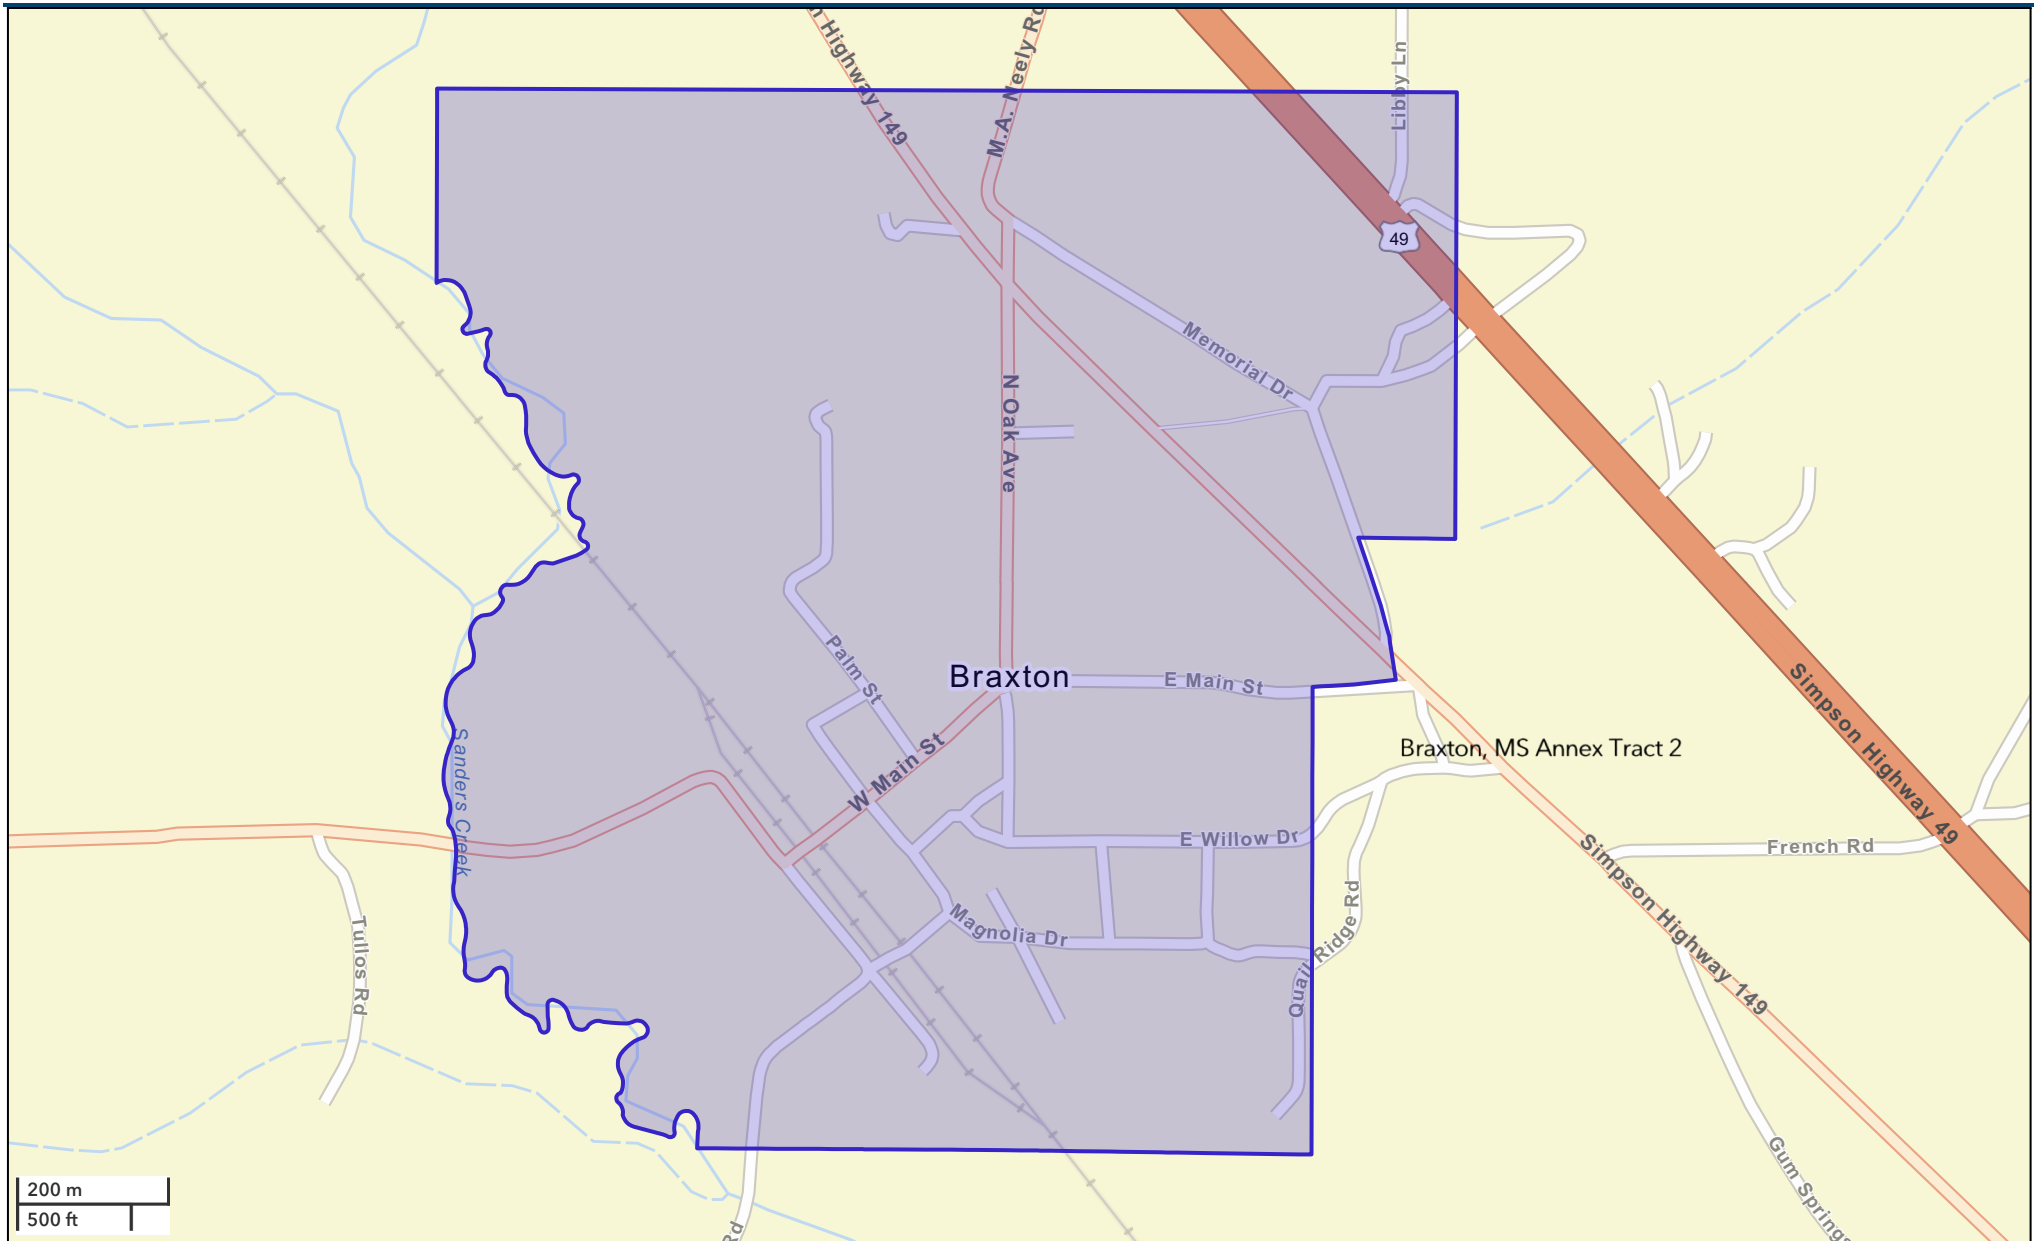 Highway 149
M.A. Neely Rd
Libby Ln
49
Memorial Dr
N Oak Ave
Palm St
Braxton
E Main St
Simpson Highway 49
Braxton, MS Annex Tract 2
W Main St
Sanders Creek
E Willow Dr
French Rd
Simpson Highway 149
Quail Ridge Rd
Magnolia Dr
Tullos Rd
Gum Springs
Rd
200 m
500 ft